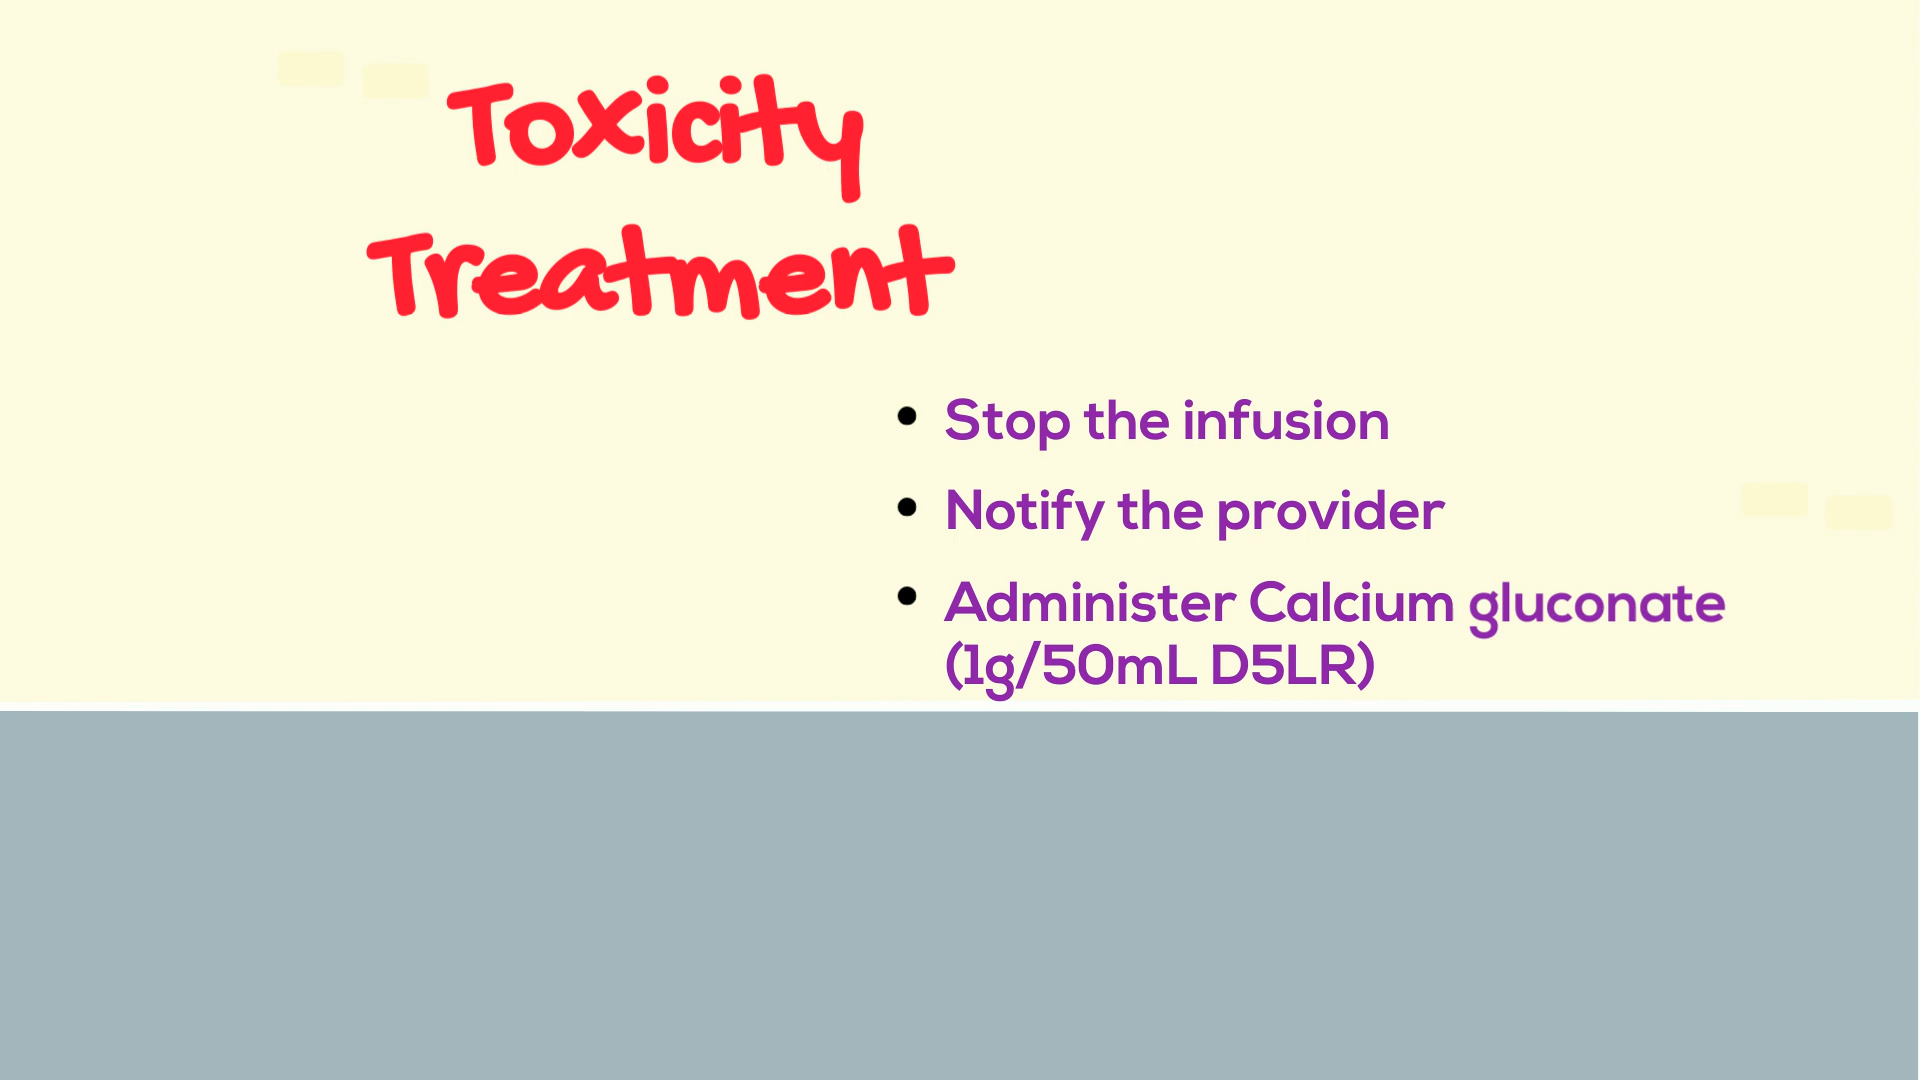 Toxicity
Treatment
• Stop the infusion
• Notify the provider
• Administer Calcium gluconate
(1g/50mL D5LR)